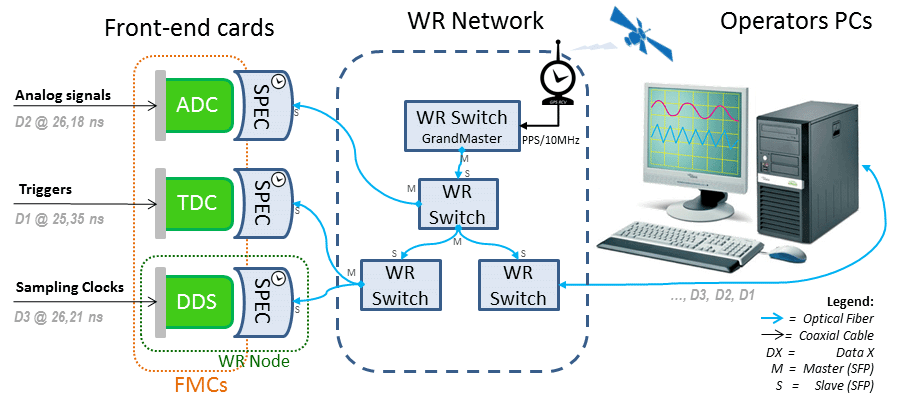 Front-end cards
WR Network
Operators PCs
Analog signals
D2 @ 26,18 ns
ADC
SPEC
S
Triggers
D1 @ 25,35 ns
TDC
SPEC
S
Sampling Clocks
D3 @ 26,21 ns
DDS
SPEC
S
WR Node
FMCs
GPS RCV
PPS/10MHz
WR Switch
GrandMaster
M
S
M
WR
Switch
M
S
S
M
WR
Switch
WR
Switch
..., D3, D2, D1
Legend:
= Optical Fiber
= Coaxial Cable
DX = Data X
M = Master (SFP)
S = Slave (SFP)